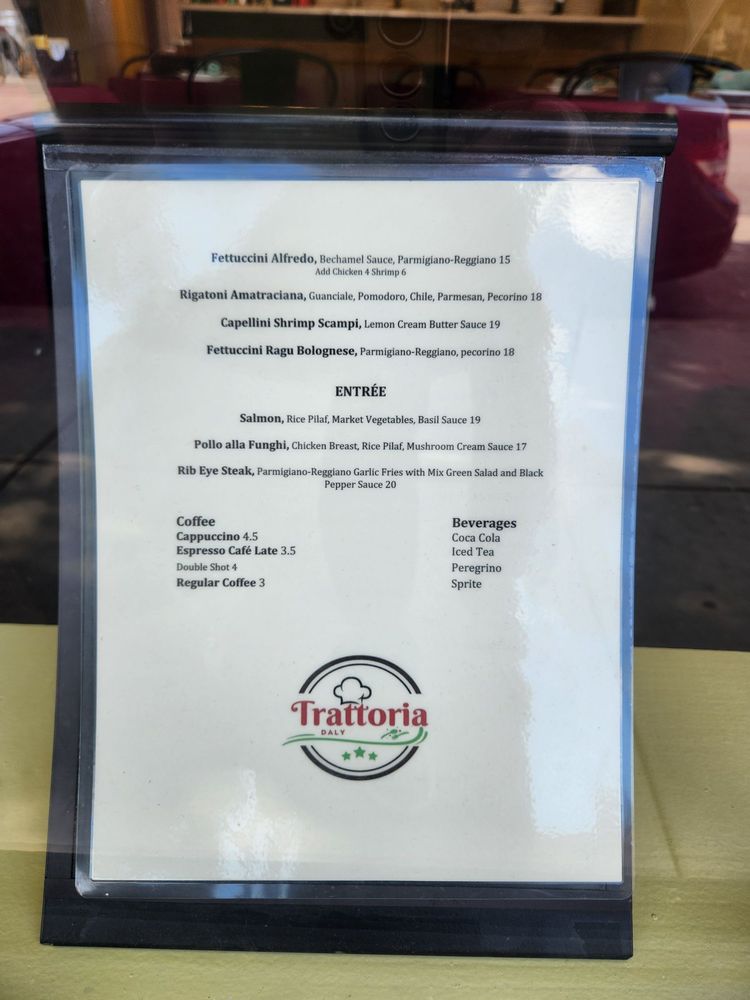 Fettuccini Alfredo, Bechamel Sauce, Parmigiano-Reggiano 15
Add Chicken 4 Shrimp 6
Rigatoni Amatraciana, Guanciale, Pomodoro, Chile, Parmesan, Pecorino 18
Capellini Shrimp Scampi, Lemon Cream Butter Sauce 19
Fettuccini Ragu Bolognese, Parmigiano-Reggiano, pecorino 18
ENTRÉE
Salmon, Rice Pilaf, Market Vegetables, Basil Sauce 19
Pollo alla Funghi, Chicken Breast, Rice Pilaf, Mushroom Cream Sauce 17
Rib Eye Steak, Parmigiano-Reggiano Garlic Fries with Mix Green Salad and Black
Pepper Sauce 20
Coffee
Cappuccino 4.5
Espresso Café Late 3.5
Double Shot 4
Regular Coffee 3
Beverages
Coca Cola
Iced Tea
Peregrino
Sprite
Trattoria
DALY